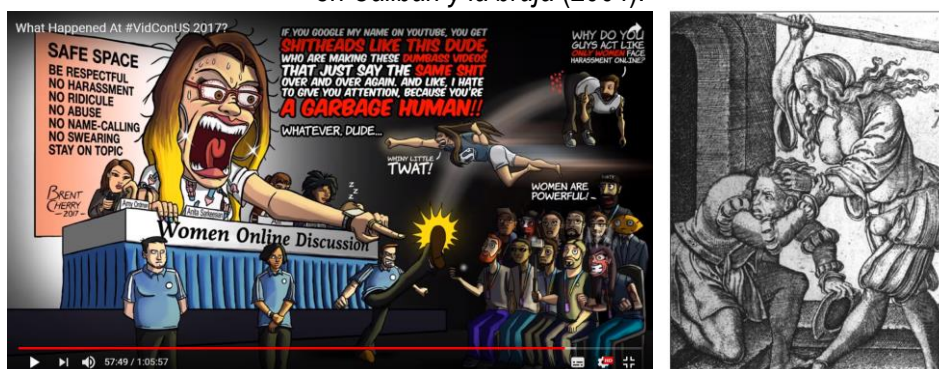 en Calibán y la bruja (2004).
What Happened At #VidConUS 2017?
SAFE SPACE
BE RESPECTFUL
NO HARASSMENT
NO RIDICULE
NO ABUSE
NO NAME-CALLING
NO SWEARING
STAY ON TOPIC
IF YOU GOOGLE MY NAME ON YOUTUBE, YOU GET
SHITHEADS LIKE THIS DUDE,
WHO ARE MAKING THESE DUMBASS VIDEOS
THAT JUST SAY THE SAME SHIT
OVER AND OVER AGAIN, AND LIKE, I HATE
TO GIVE YOU ATTENTION, BECAUSE YOU'RE
A GARBAGE HUMAN!!
WHATEVER, DUDE...
WHY DO YOU
GUYS ACT LIKE
ONLY WOMEN FACE
HARASSMENT ONLINE?
WHINY LITTLE
TWAT!
WOMEN ARE
POWERFUL!
BRENT
CHERRY
-2017-
Anita Sarkeesian
Women Online Discussion
z
z
57:49 / 1:05:57
HD